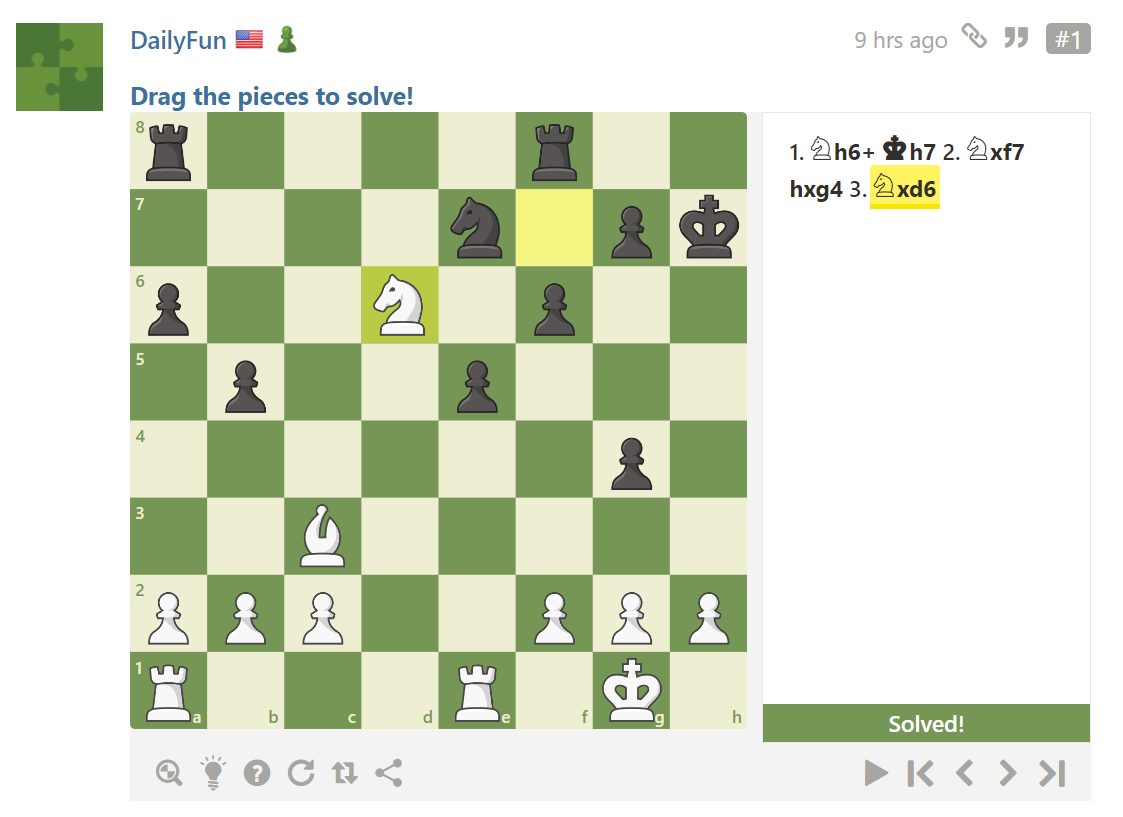 DailyFun
9 hrs ago
#1
Drag the pieces to solve!
8
7
6
5
4
3
2
1
a b c d e f g h
1. ♘h6+ ♚h7 2. ♘xf7
hxg4 3. ♘xd6
Solved!